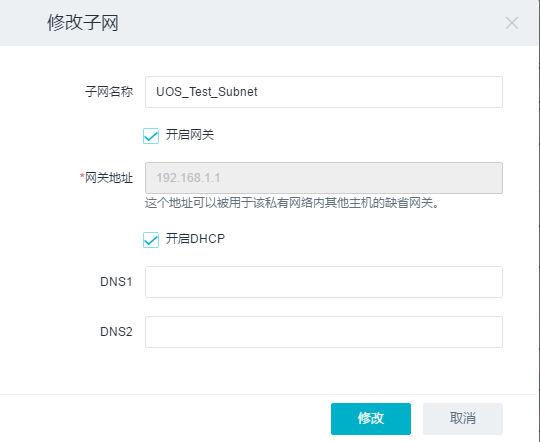 修改子网
子网名称 UOS_Test_Subnet
开启网关
*网关地址 192.168.1.1
这个地址可以被用于该私有网络内其他主机的缺省网关。
开启DHCP
DNS1
DNS2
修改 取消